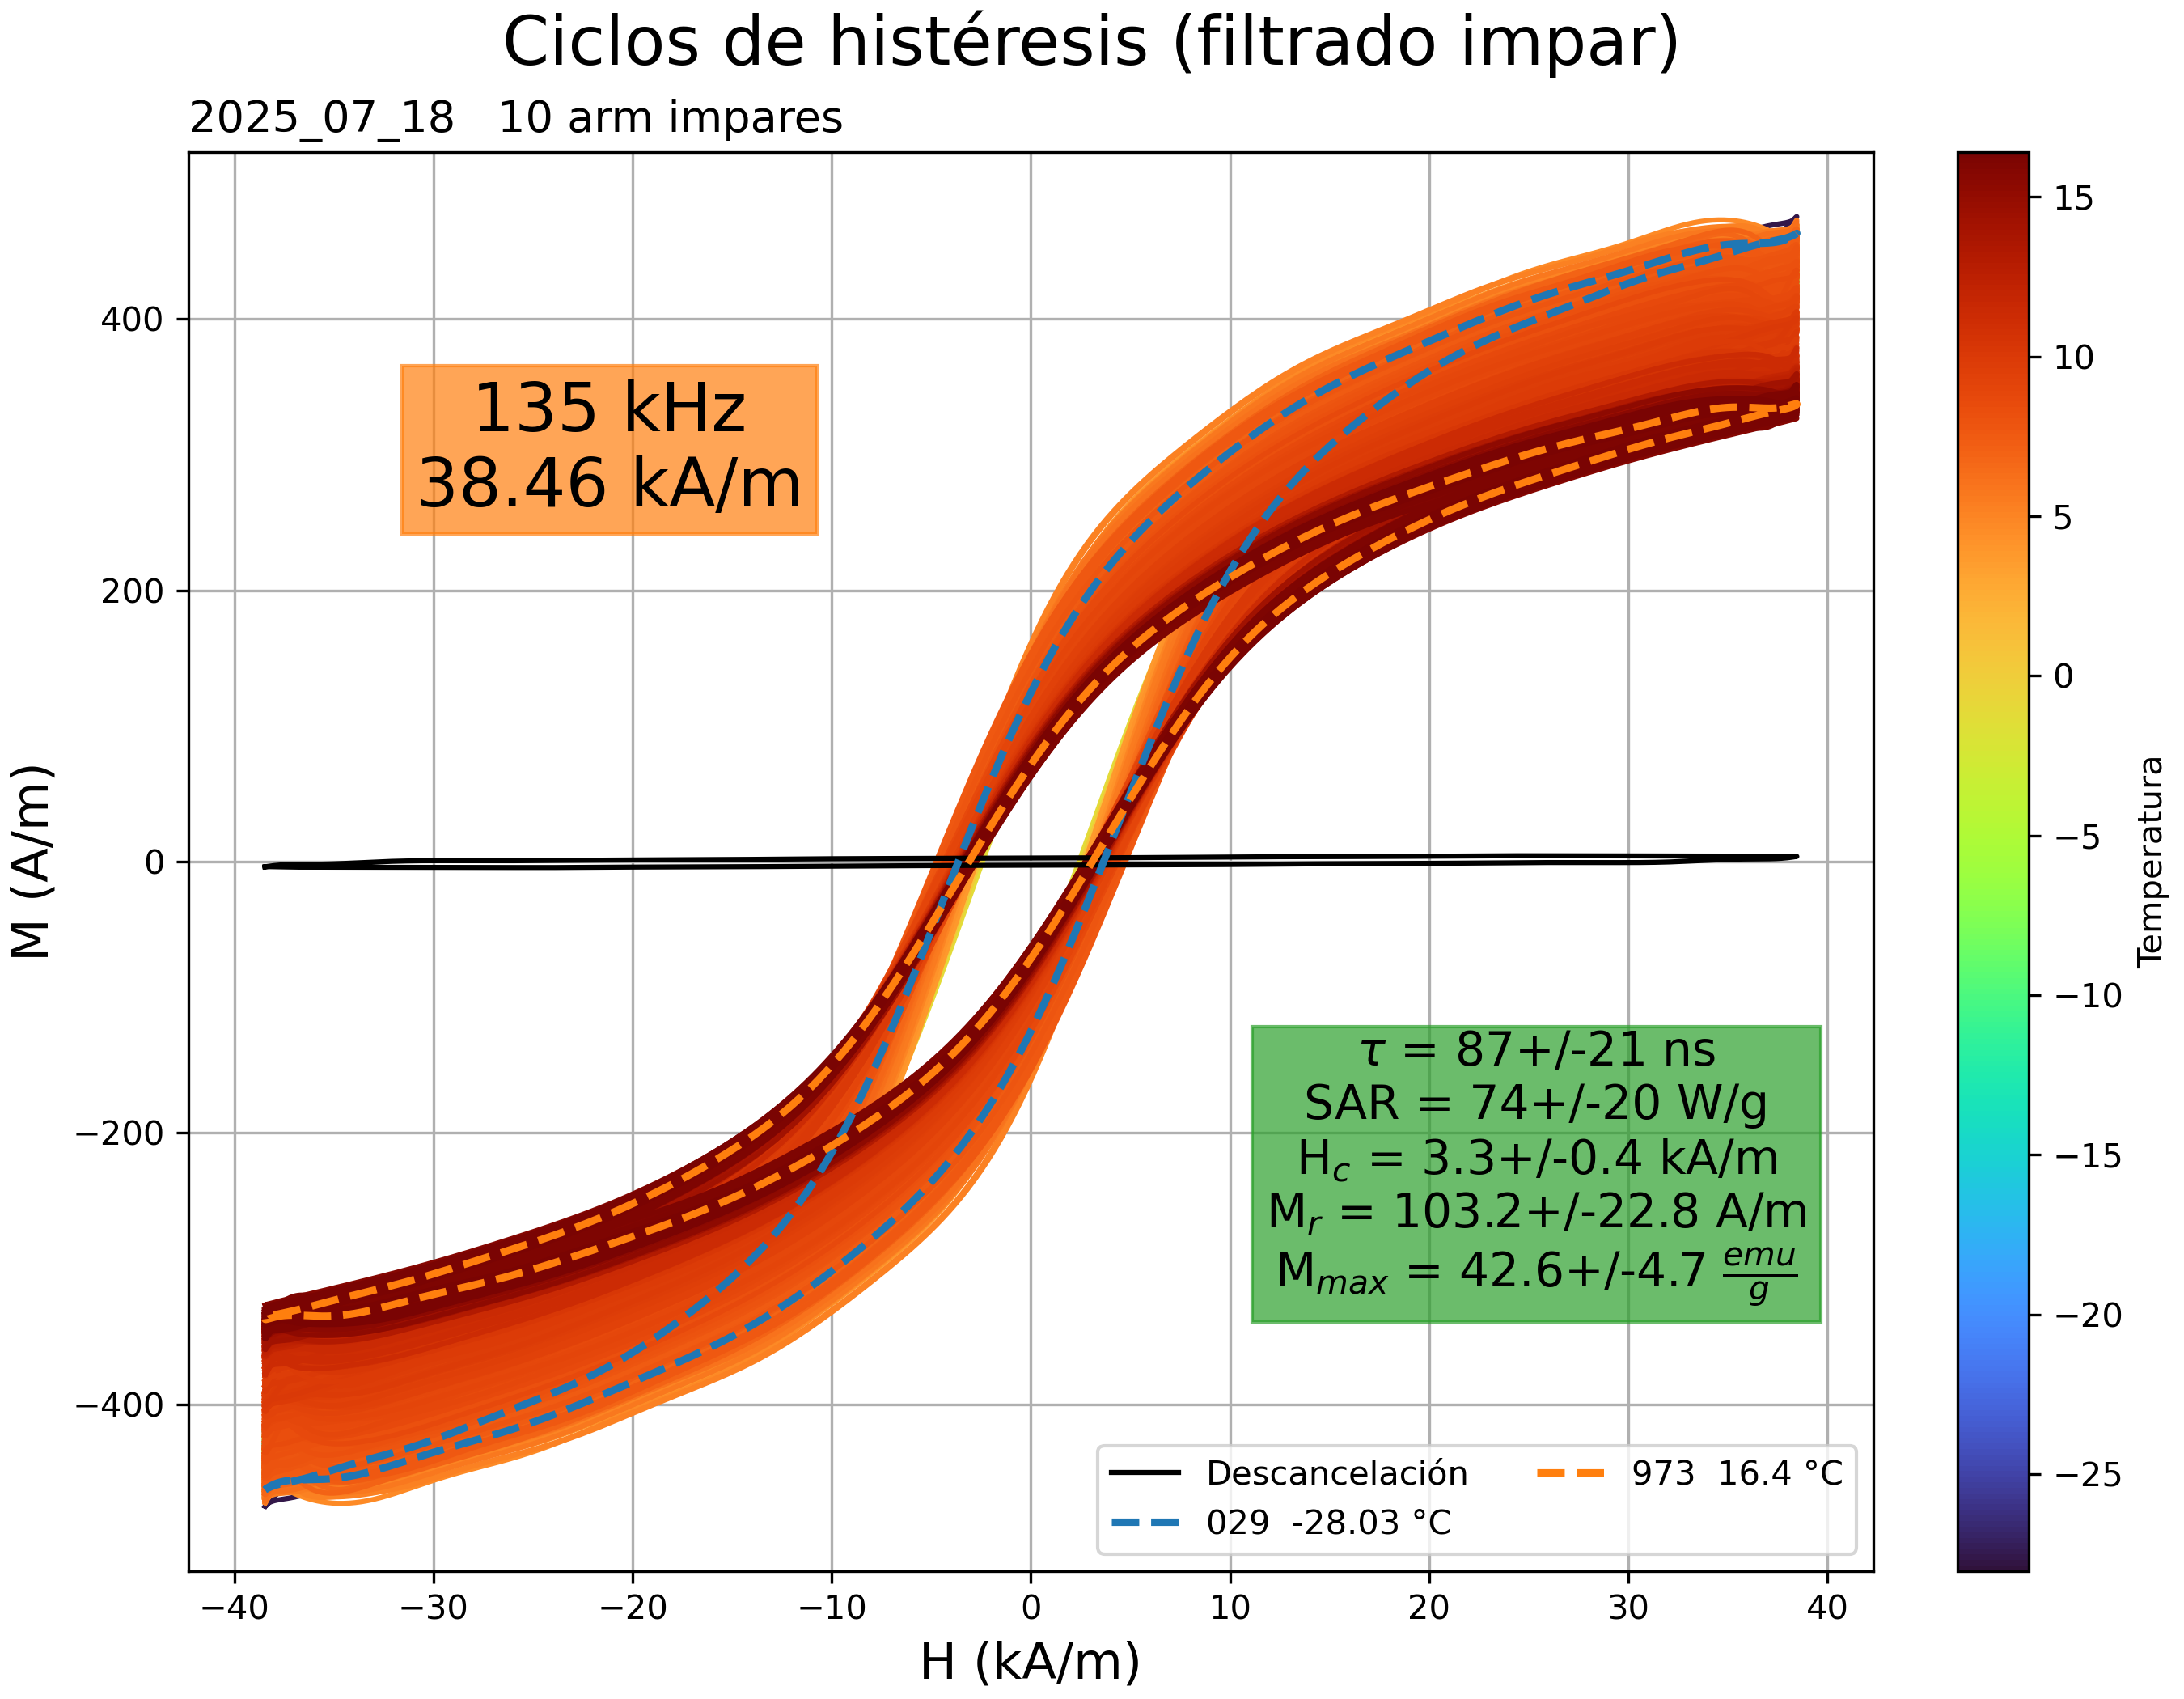 Ciclos de histéresis (filtrado impar)
2025_07_18   10 arm impares
135 kHz
38.46 kA/m
400
200
0
−200
−400
M (A/m)
τ = 87+/-21 ns
SAR = 74+/-20 W/g
H_c = 3.3+/-0.4 kA/m
M_r = 103.2+/-22.8 A/m
M_max = 42.6+/-4.7 emu/g
Descancelación
029  -28.03 °C
973  16.4 °C
−40 −30 −20 −10 0 10 20 30 40
H (kA/m)
15
10
5
0
−5
−10
−15
−20
−25
Temperatura